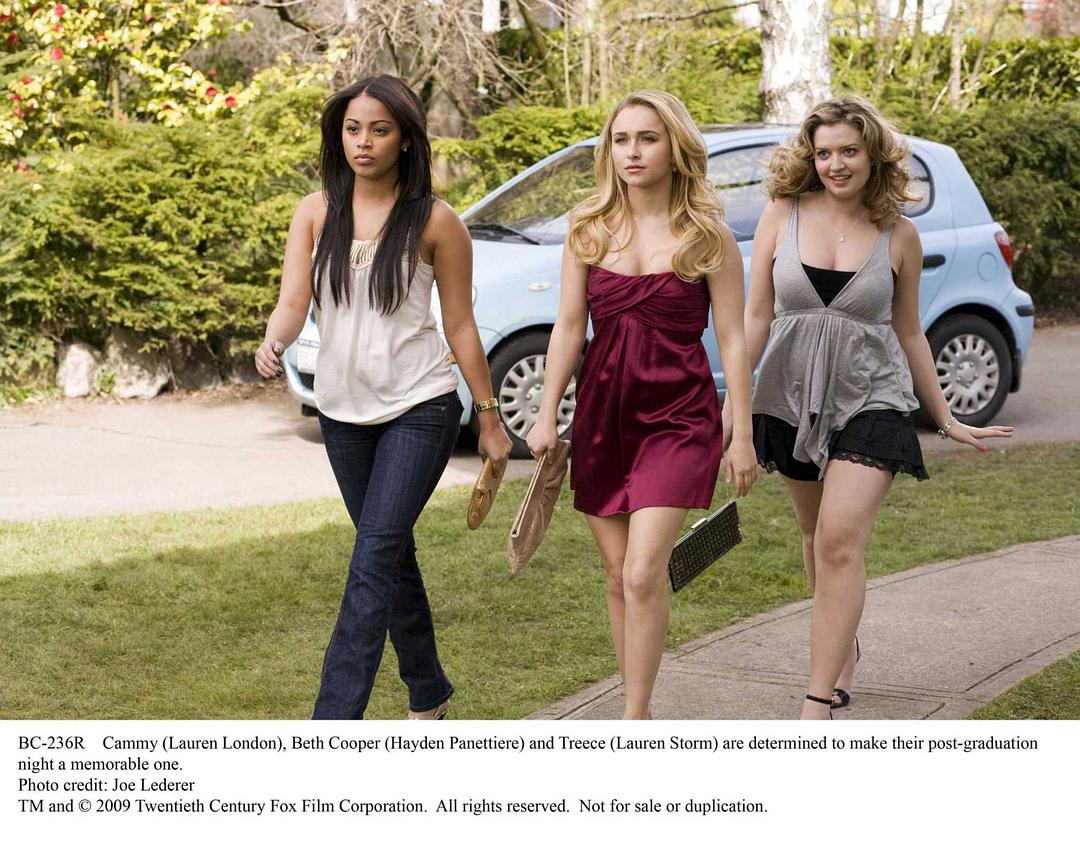 BC-236R    Cammy (Lauren London), Beth Cooper (Hayden Panettiere) and Treece (Lauren Storm) are determined to make their post-graduation
night a memorable one.
Photo credit: Joe Lederer
TM and © 2009 Twentieth Century Fox Film Corporation.  All rights reserved.  Not for sale or duplication.